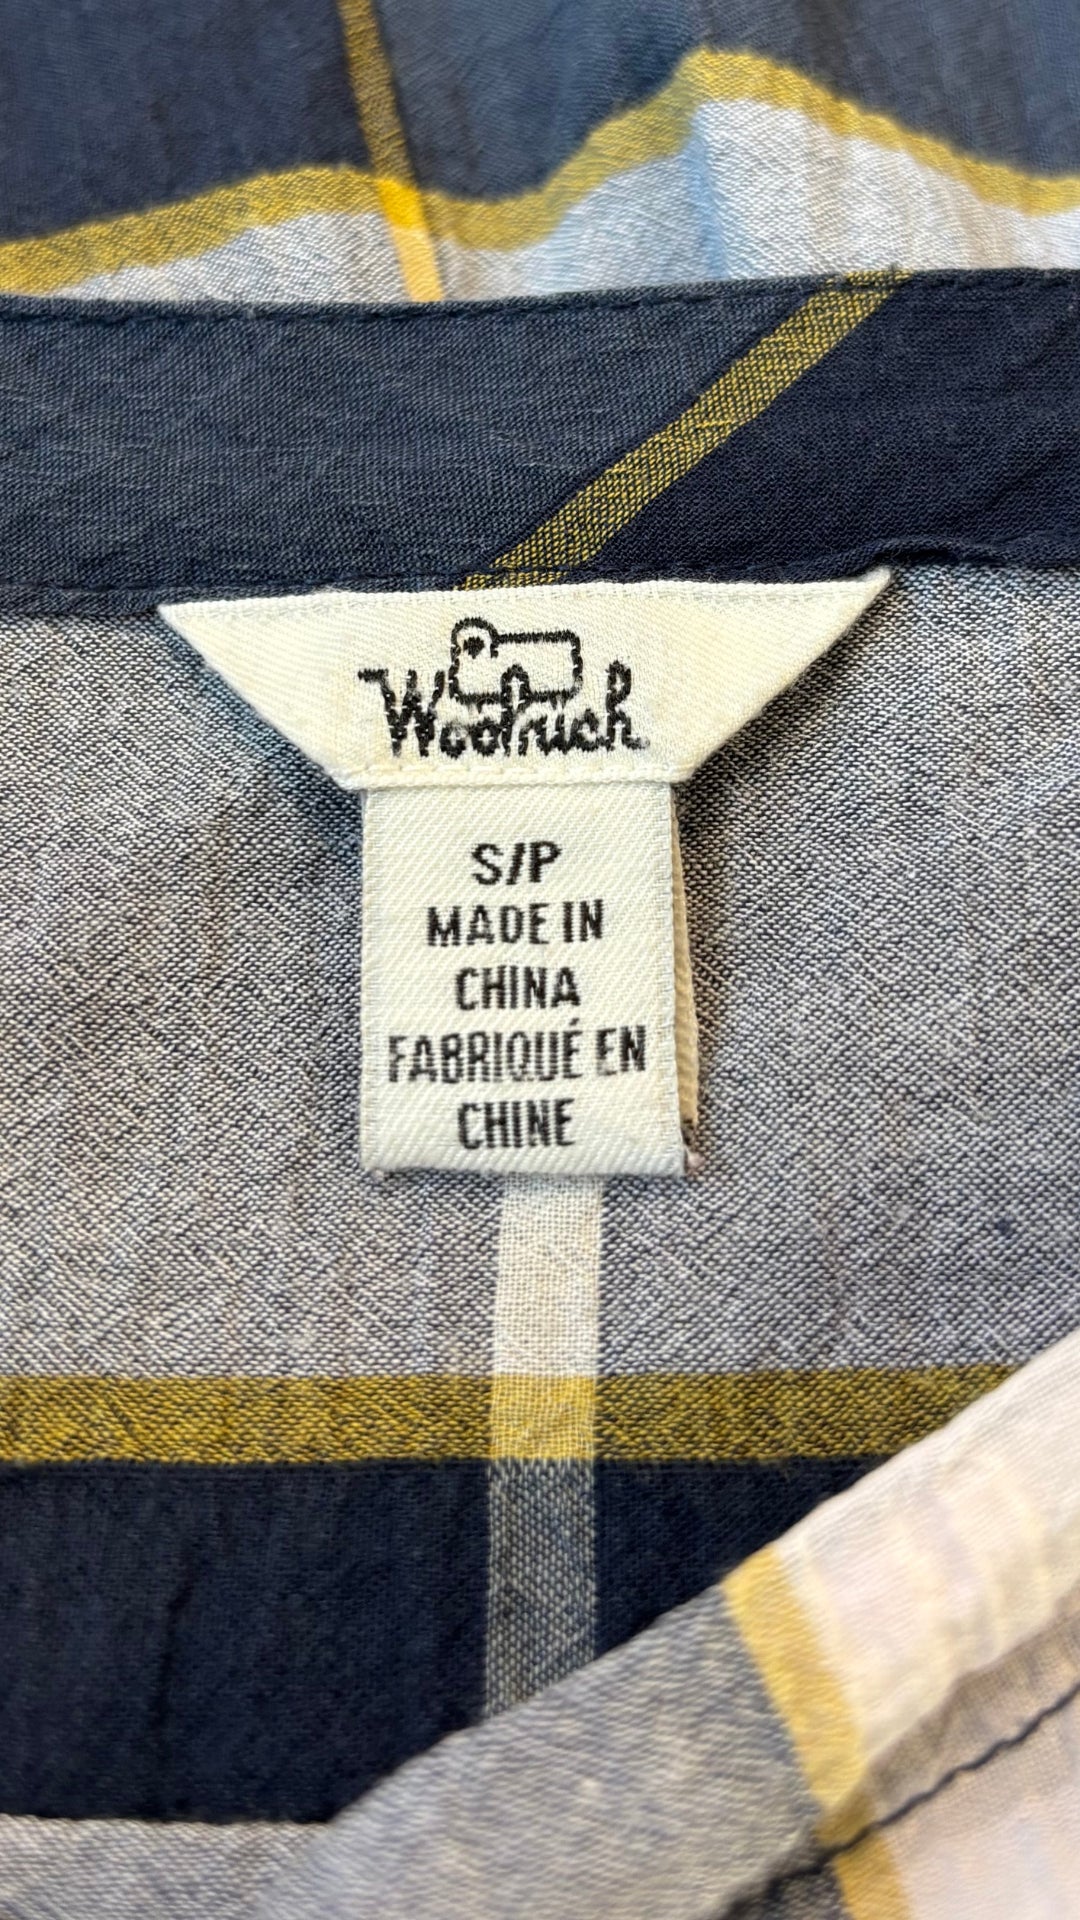 Woolrich
S/P
MADE IN
CHINA
FABRIQUÉ EN
CHINE